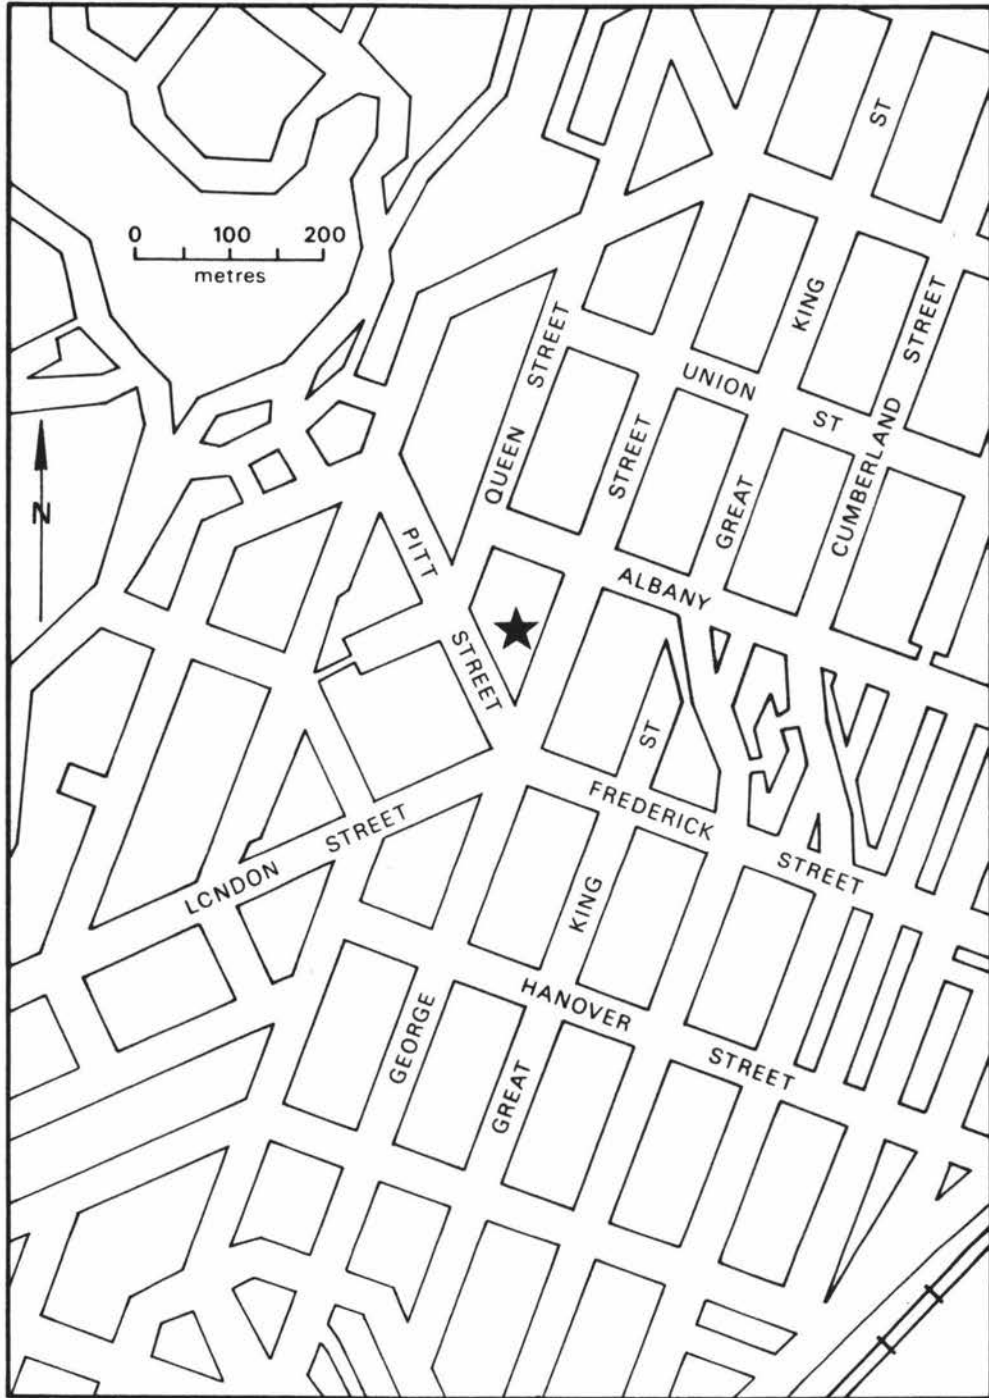 ST
0 100 200
metres
KING
STREET
QUEEN STREET
UNION
ST
STREET
CUMBERLAND
GREAT
N
PITT
STREET
ALBANY
ST
FREDERICK
STREET
LCNDON STREET
KING
HANOVER
STREET
GEORGE
GREAT